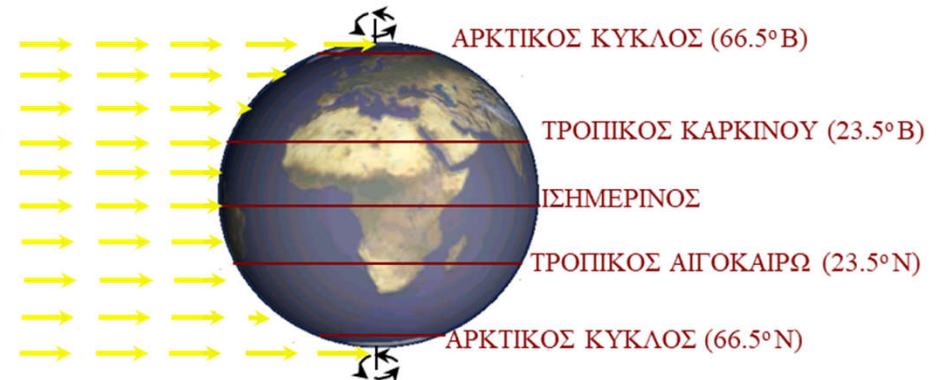 ΑΡΚΤΙΚΟΣ ΚΥΚΛΟΣ (66.5° Β)
ΤΡΟΠΙΚΟΣ ΚΑΡΚΙΝΟΥ (23.5° Β)
ΙΣΗΜΕΡΙΝΟΣ
ΤΡΟΠΙΚΟΣ ΑΙΓΟΚΑΙΡΩ (23.5° Ν)
ΑΡΚΤΙΚΟΣ ΚΥΚΛΟΣ (66.5° Ν)